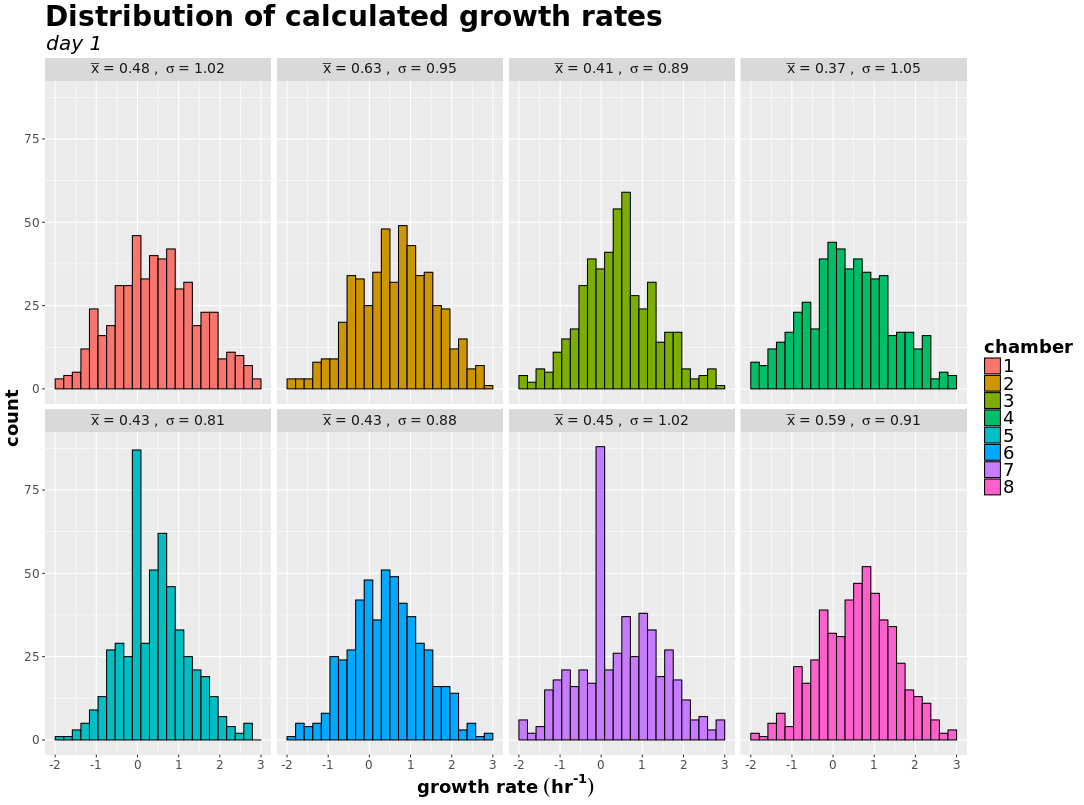 Distribution of calculated growth rates
day 1
x̅ = 0.48 , σ = 1.02
x̅ = 0.63 , σ = 0.95
x̅ = 0.41 , σ = 0.89
x̅ = 0.37 , σ = 1.05
75
50
25
0
x̅ = 0.43 , σ = 0.81
x̅ = 0.43 , σ = 0.88
x̅ = 0.45 , σ = 1.02
x̅ = 0.59 , σ = 0.91
75
50
25
0
-2 -1 0 1 2 3
-2 -1 0 1 2 3
-2 -1 0 1 2 3
-2 -1 0 1 2 3
count
growth rate (hr⁻¹)
chamber
1
2
3
4
5
6
7
8